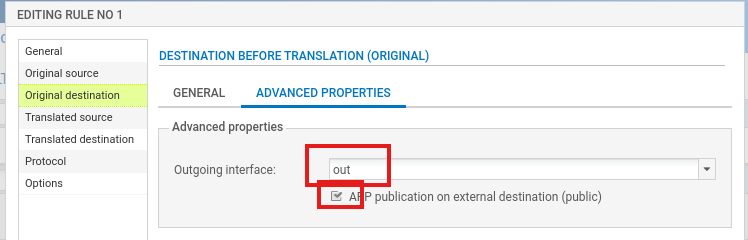 EDITING RULE NO 1
General
Original source
Original destination
Translated source
Translated destination
Protocol
Options
DESTINATION BEFORE TRANSLATION (ORIGINAL)
GENERAL
ADVANCED PROPERTIES
Advanced properties
Outgoing interface:
out
ARP publication on external destination (public)